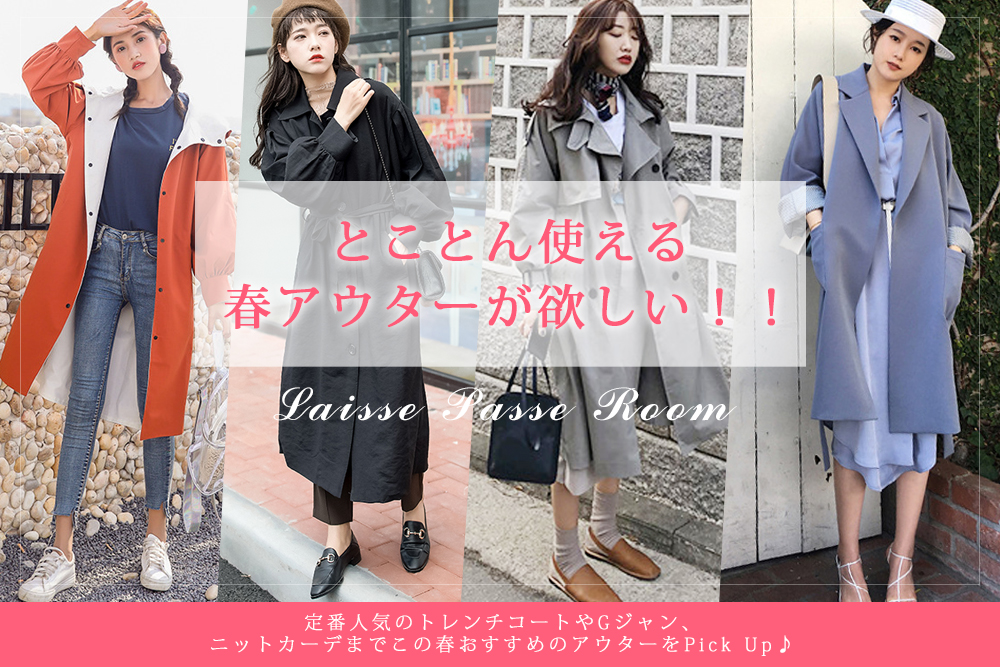 とことん使える
春アウターが欲しい！！
Laisse Passe Room
定番人気のトレンチコートやGジャン、
ニットカーデまでこの春おすすめのアウターをPick Up♪